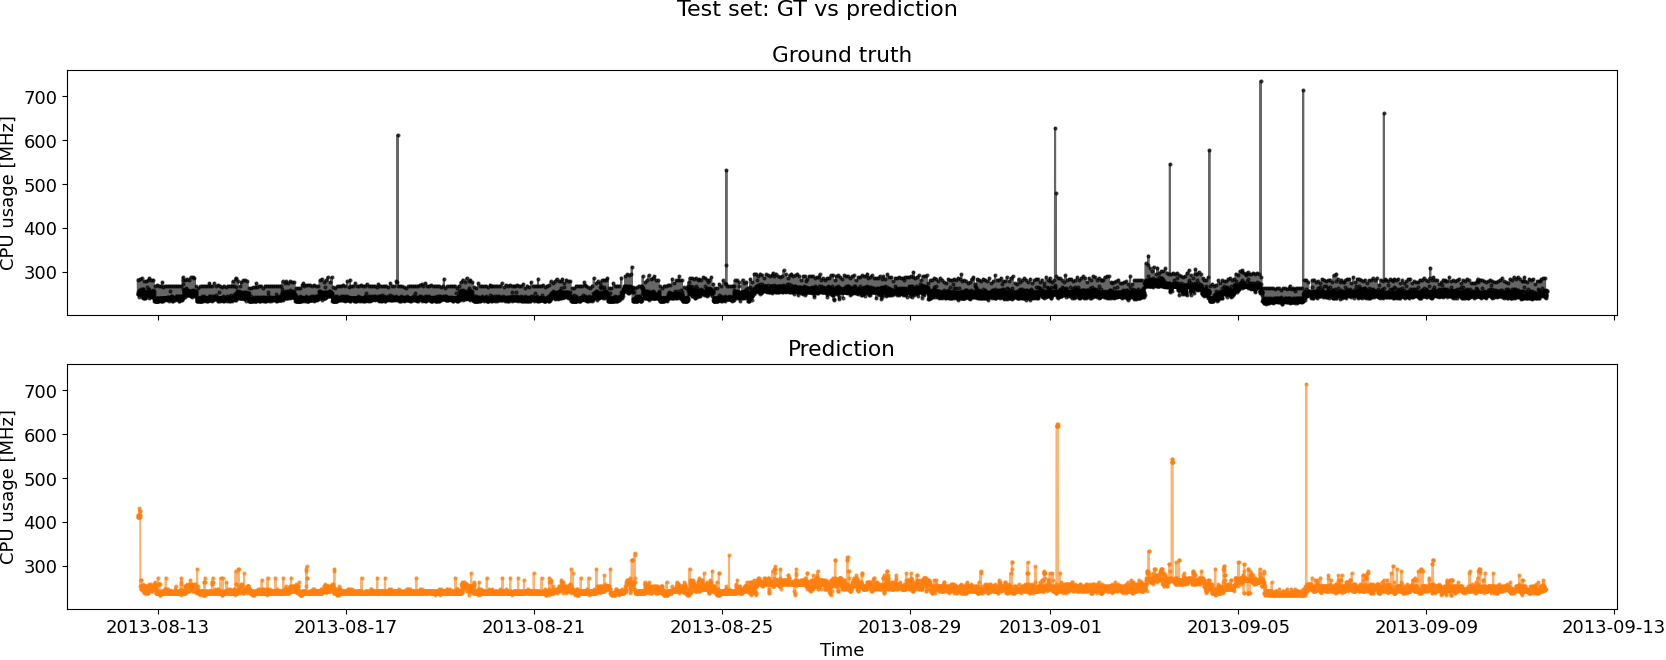 Test set: GT vs prediction
Ground truth
CPU usage [MHz]
700
600
500
400
300
Prediction
CPU usage [MHz]
700
600
500
400
300
2013-08-13 2013-08-17 2013-08-21 2013-08-25 2013-08-29 2013-09-01 2013-09-05 2013-09-09 2013-09-13
Time